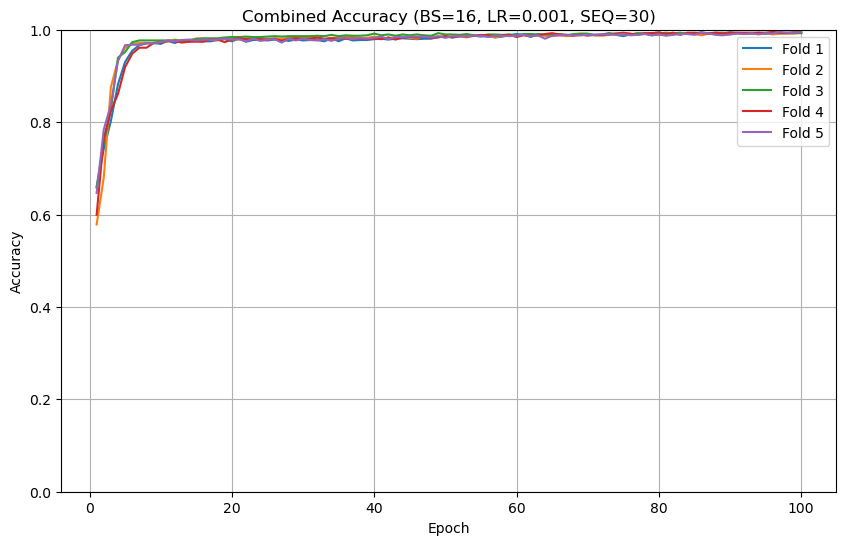 Combined Accuracy (BS=16, LR=0.001, SEQ=30)
1.0
0.8
0.6
0.4
0.2
0.0
Accuracy
Fold 1
Fold 2
Fold 3
Fold 4
Fold 5
0 20 40 60 80 100
Epoch